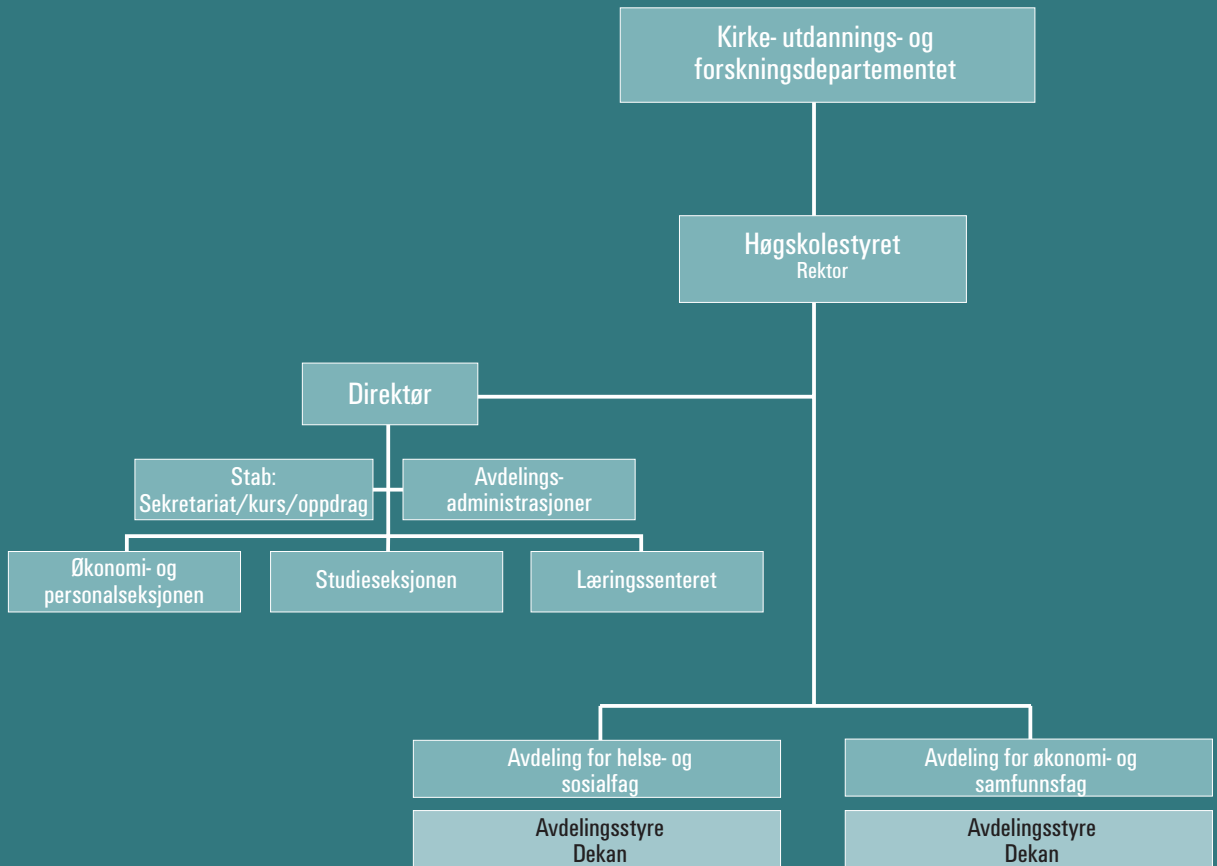 Kirke- utdannings- og
forskningsdepartementet
Høgskolestyret
Rektor
Direktør
Stab:
Sekretariat/kurs/oppdrag
Avdelings-
administrasjoner
Økonomi- og
personalseksjonen
Studieseksjonen
Læringssenteret
Avdeling for helse- og
sosialfag
Avdelingsstyre
Dekan
Avdeling for økonomi- og
samfunnsfag
Avdelingsstyre
Dekan